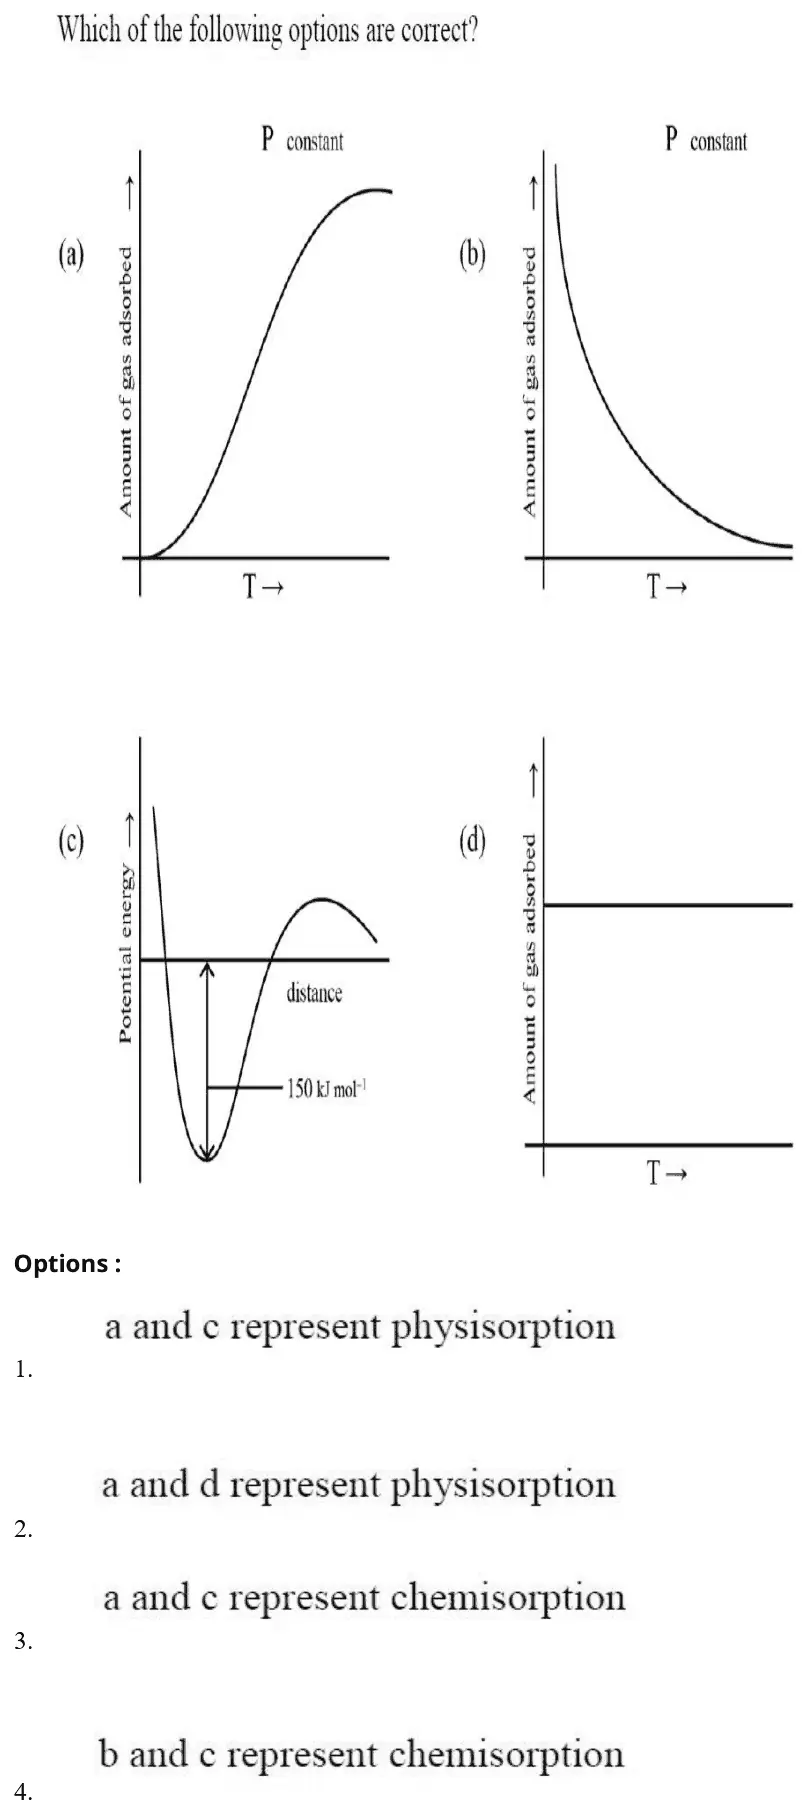 Which of the following options are correct?
P constant
P constant
(a)
Amount of gas adsorbed →
T →
(b)
Amount of gas adsorbed →
T →
(c)
Potential energy →
distance
150 kJ mol⁻¹
(d)
Amount of gas adsorbed →
T →
Options :
a and c represent physisorption
1.
a and d represent physisorption
2.
a and c represent chemisorption
3.
b and c represent chemisorption
4.